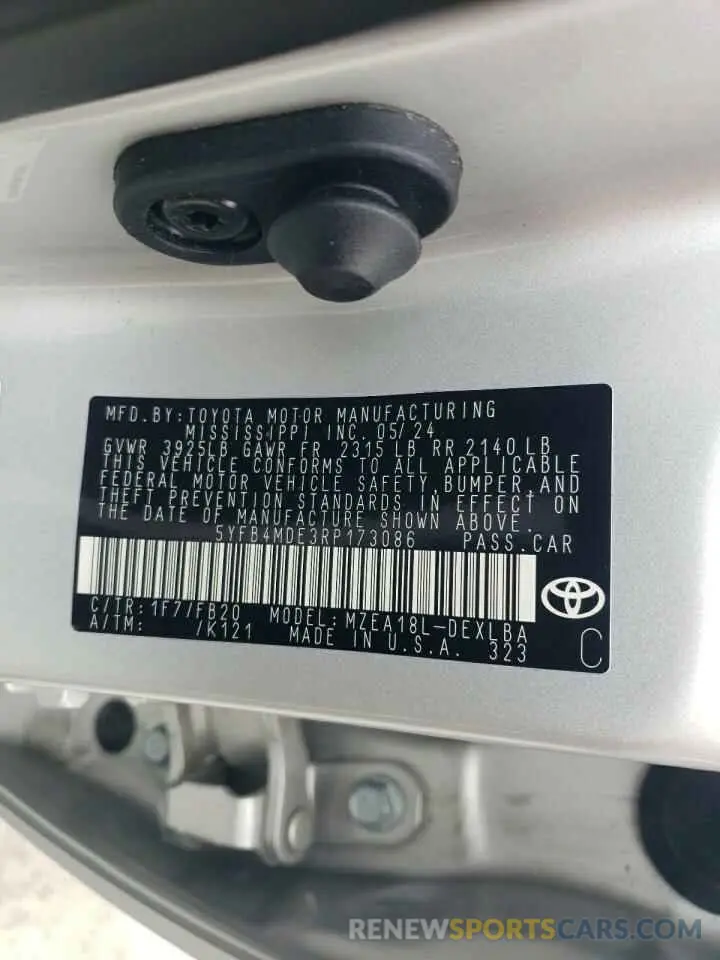 MFD. BY: TOYOTA MOTOR MANUFACTURING
MISSISSIPPI INC. 05/24
GVWR 3925LB GAWR FR 2315 LB RR 2140 LB
THIS VEHICLE CONFORMS TO ALL APPLICABLE
FEDERAL MOTOR VEHICLE SAFETY, BUMPER, AND
THEFT PREVENTION STANDARDS IN EFFECT ON
THE DATE OF MANUFACTURE SHOWN ABOVE.
5YFB4MDE3RP173086 PASS. CAR
C/TR: 1F7/FB20 MODEL: MZEA18L-DEXLBA
A/TM: /K121 MADE IN U.S.A. 323
C
RENEWSPORTSCARS.COM